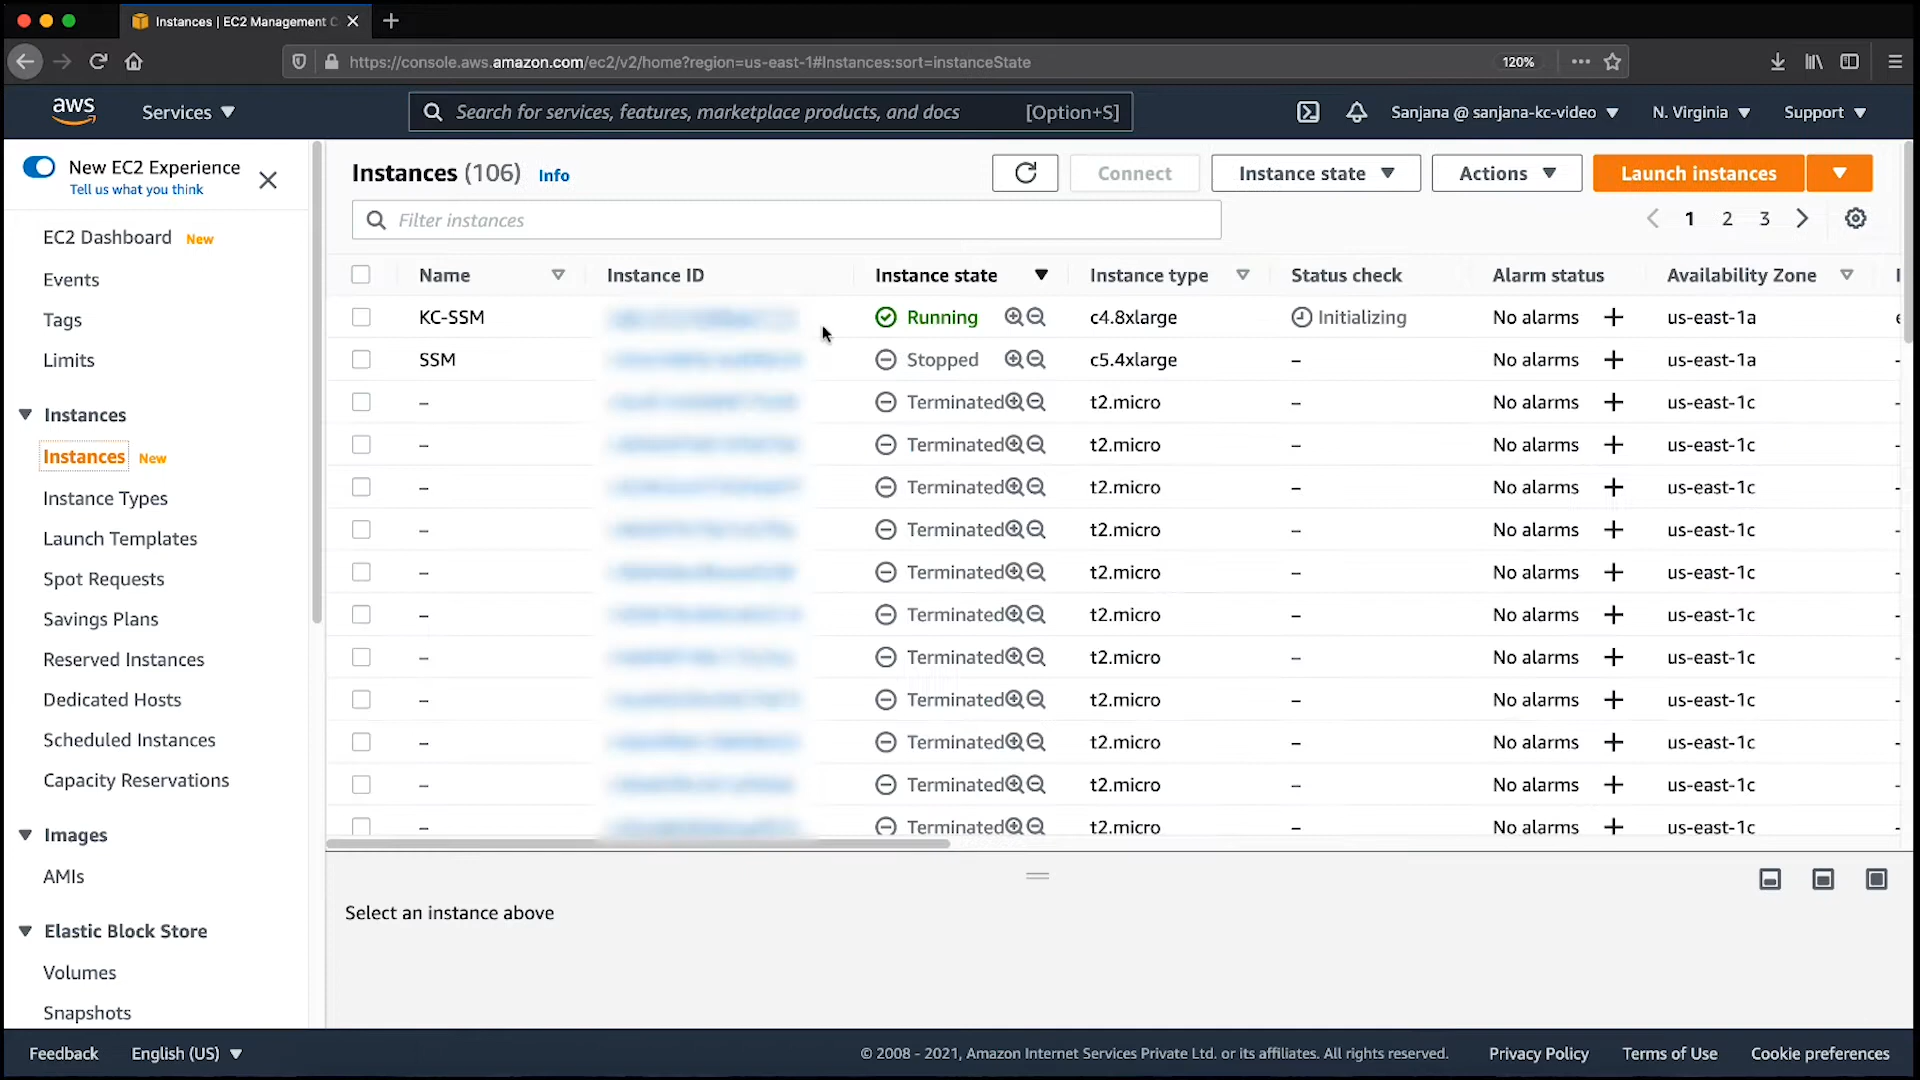 Instances | EC2 Management C
https://console.aws.amazon.com/ec2/v2/home?region=us-east-1#Instances:sort=instanceState 120%
aws Services Search for services, features, marketplace products, and docs [Option+S] Sanjana @ sanjana-kc-video N. Virginia Support
New EC2 Experience
Tell us what you think
EC2 Dashboard New
Events
Tags
Limits
Instances
Instances New
Instance Types
Launch Templates
Spot Requests
Savings Plans
Reserved Instances
Dedicated Hosts
Scheduled Instances
Capacity Reservations
Images
AMIs
Elastic Block Store
Volumes
Snapshots
Instances (106) Info Connect Instance state Actions Launch instances
Filter instances 1 2 3
Name Instance ID Instance state Instance type Status check Alarm status Availability Zone
KC-SSM Running c4.8xlarge Initializing No alarms + us-east-1a
SSM Stopped c5.4xlarge – No alarms + us-east-1a
– Terminated t2.micro – No alarms + us-east-1c
– Terminated t2.micro – No alarms + us-east-1c
– Terminated t2.micro – No alarms + us-east-1c
– Terminated t2.micro – No alarms + us-east-1c
– Terminated t2.micro – No alarms + us-east-1c
– Terminated t2.micro – No alarms + us-east-1c
– Terminated t2.micro – No alarms + us-east-1c
– Terminated t2.micro – No alarms + us-east-1c
– Terminated t2.micro – No alarms + us-east-1c
– Terminated t2.micro – No alarms + us-east-1c
– Terminated t2.micro – No alarms + us-east-1c
Select an instance above
Feedback English (US) © 2008 - 2021, Amazon Internet Services Private Ltd. or its affiliates. All rights reserved. Privacy Policy Terms of Use Cookie preferences